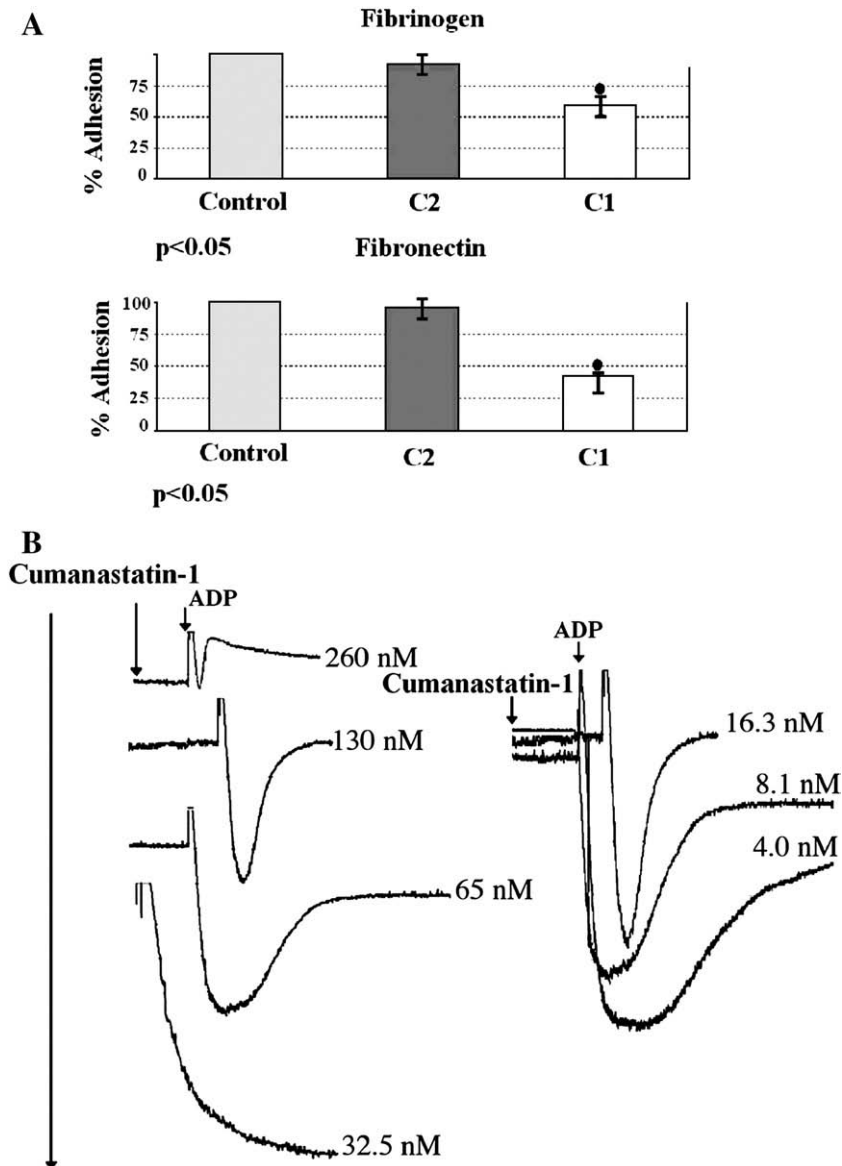 A
Fibrinogen
% Adhesion
75
50
25
0
Control C2 C1
p<0.05
Fibronectin
% Adhesion
100
75
50
25
0
Control C2 C1
p<0.05
B
Cumanastatin-1
ADP
260 nM
130 nM
65 nM
32.5 nM
ADP
Cumanastatin-1
16.3 nM
8.1 nM
4.0 nM